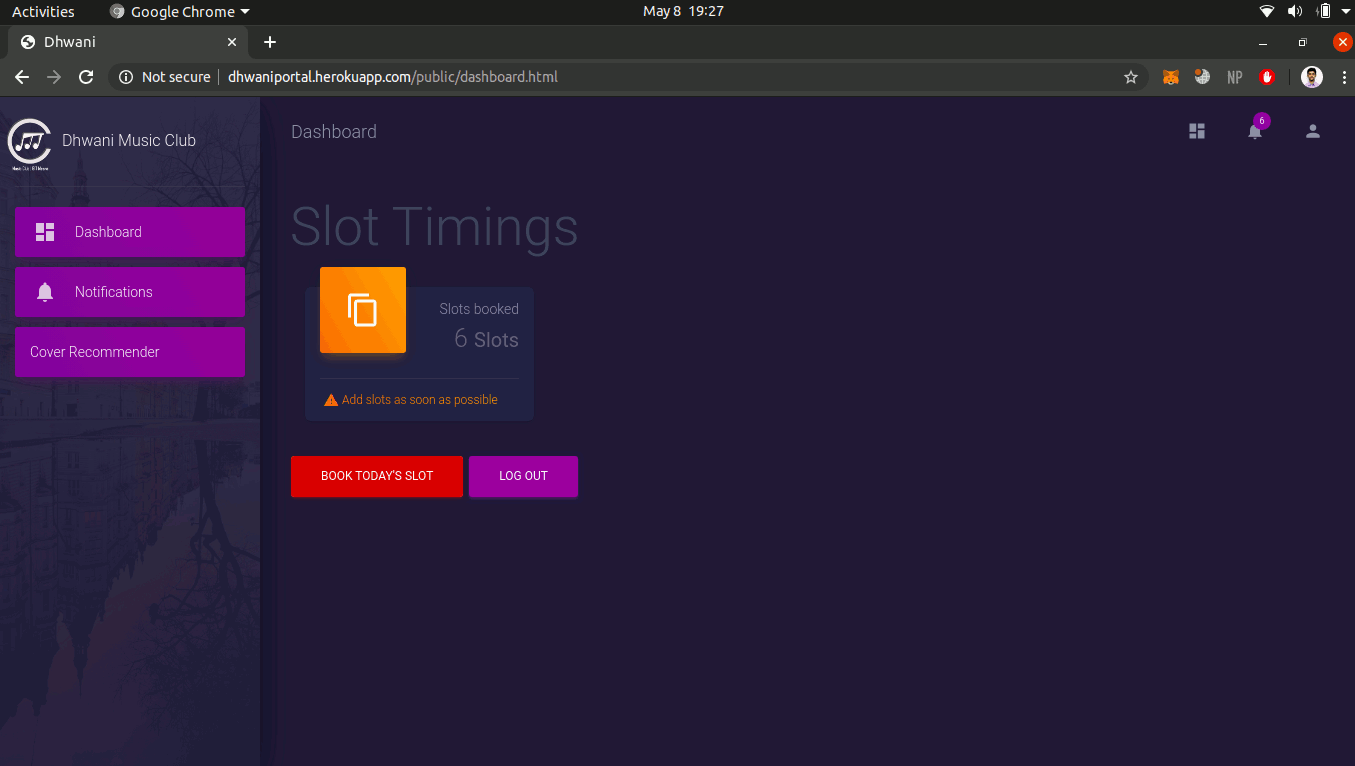 Activities
Google Chrome
May 8 19:27
Dhwani
Not secure
dhwaniportal.herokuapp.com/public/dashboard.html
NP
Dhwani Music Club
Dashboard
Notifications
Cover Recommender
Dashboard
6
Slot Timings
Slots booked
6 Slots
Add slots as soon as possible
BOOK TODAY'S SLOT
LOG OUT